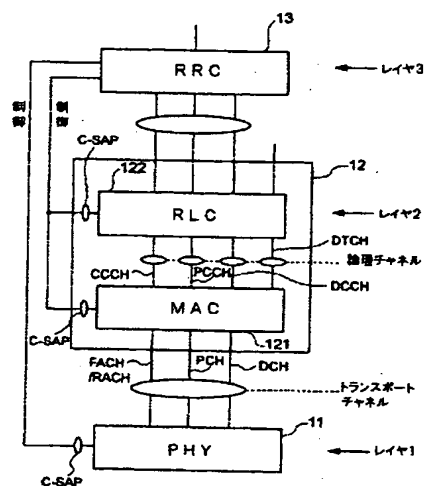 13
RRC
レイヤ3
制御
制御
C-SAP
122
12
RLC
レイヤ2
DTCH
論理チャネル
CCCH
PCCH
DCCH
MAC
C-SAP
121
FACH
/RACH
PCH
DCH
トランスポート
チャネル
11
PHY
レイヤ1
C-SAP